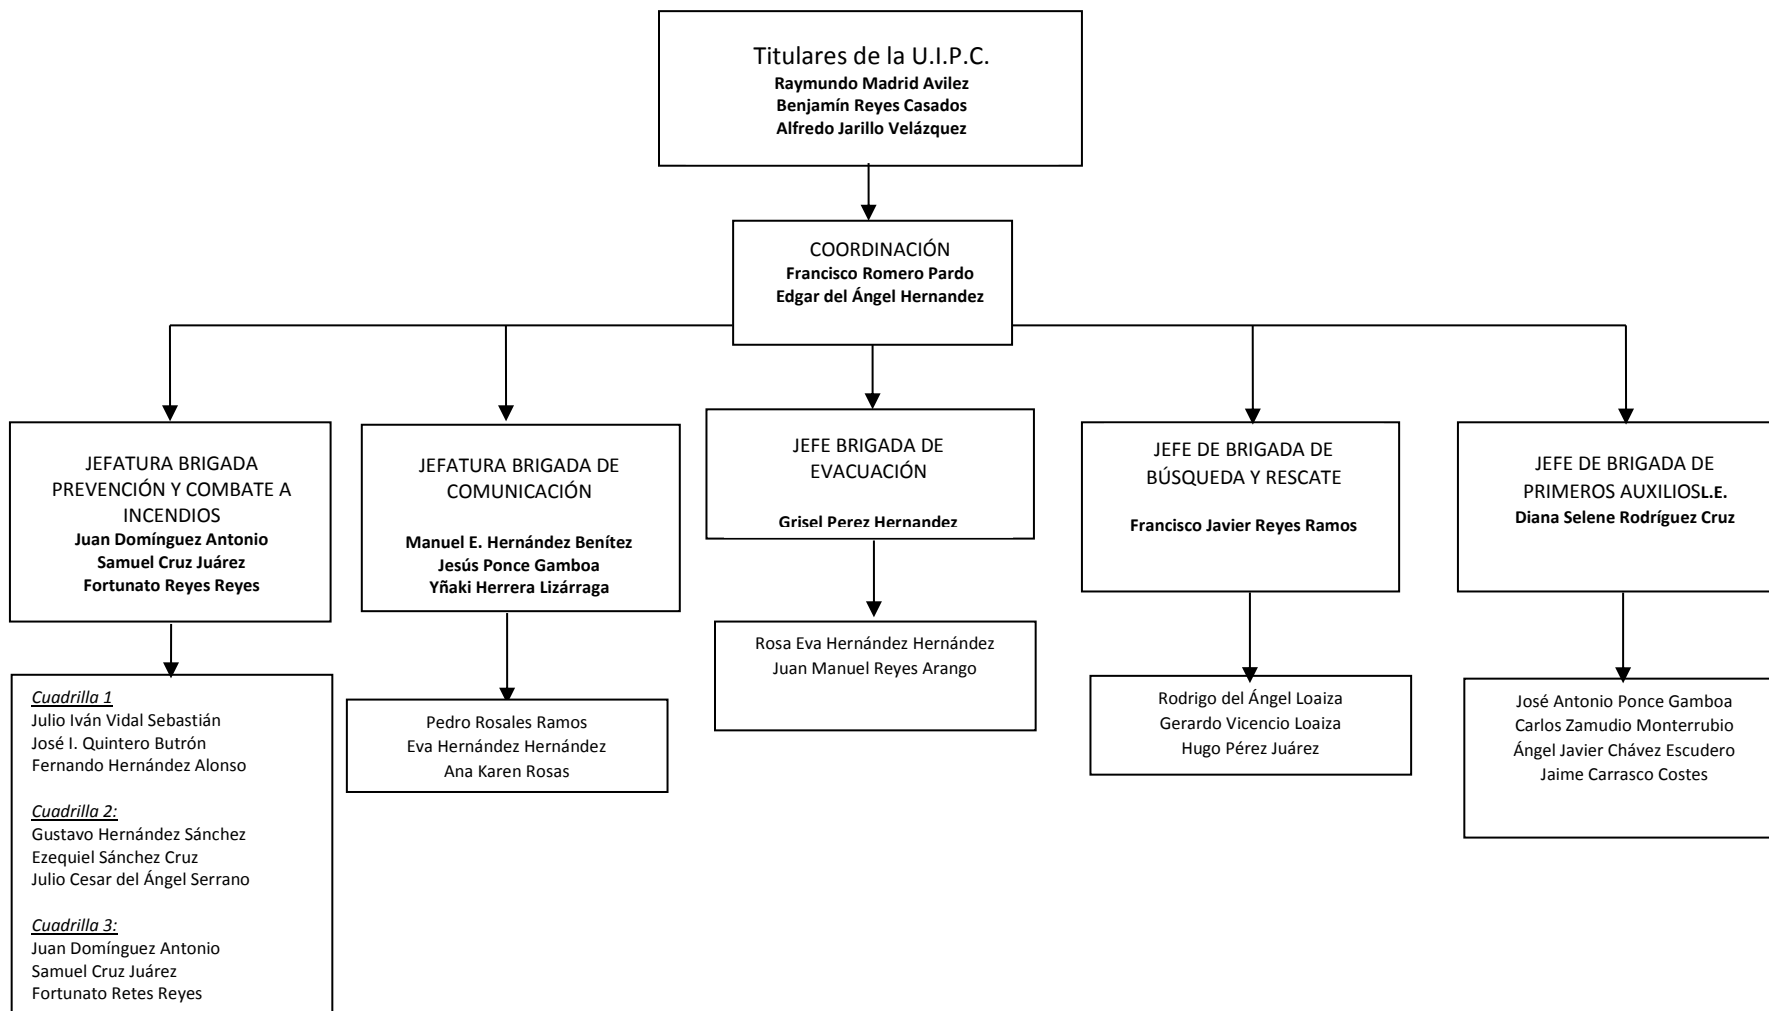 Titulares de la U.I.P.C.
Raymundo Madrid Avilez
Benjamín Reyes Casados
Alfredo Jarillo Velázquez
COORDINACIÓN
Francisco Romero Pardo
Edgar del Ángel Hernandez
JEFATURA BRIGADA
PREVENCIÓN Y COMBATE A
INCENDIOS
Juan Domínguez Antonio
Samuel Cruz Juárez
Fortunato Reyes Reyes
JEFATURA BRIGADA DE
COMUNICACIÓN
Manuel E. Hernández Benítez
Jesús Ponce Gamboa
Yñaki Herrera Lizárraga
JEFE BRIGADA DE
EVACUACIÓN
Grisel Perez Hernandez
JEFE DE BRIGADA DE
BÚSQUEDA Y RESCATE
Francisco Javier Reyes Ramos
JEFE DE BRIGADA DE
PRIMEROS AUXILIOSL.E.
Diana Selene Rodríguez Cruz
Cuadrilla 1
Julio Iván Vidal Sebastián
José I. Quintero Butrón
Fernando Hernández Alonso
Cuadrilla 2:
Gustavo Hernández Sánchez
Ezequiel Sánchez Cruz
Julio Cesar del Ángel Serrano
Cuadrilla 3:
Juan Domínguez Antonio
Samuel Cruz Juárez
Fortunato Retes Reyes
Pedro Rosales Ramos
Eva Hernández Hernández
Ana Karen Rosas
Rosa Eva Hernández Hernández
Juan Manuel Reyes Arango
Rodrigo del Ángel Loaiza
Gerardo Vicencio Loaiza
Hugo Pérez Juárez
José Antonio Ponce Gamboa
Carlos Zamudio Monterrubio
Ángel Javier Chávez Escudero
Jaime Carrasco Costes